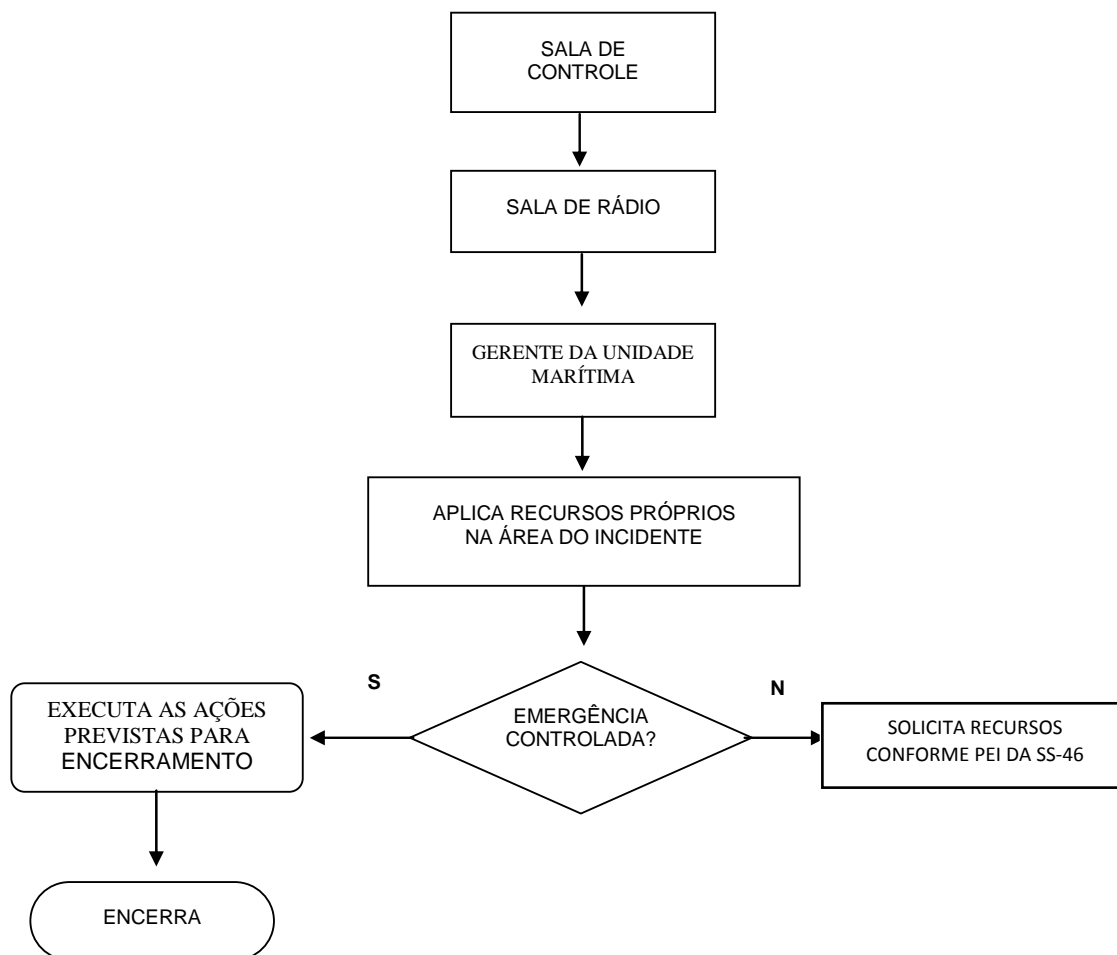 SALA DE
CONTROLE
SALA DE RÁDIO
GERENTE DA UNIDADE
MARÍTIMA
APLICA RECURSOS PRÓPRIOS
NA ÁREA DO INCIDENTE
S
N
EMERGÊNCIA
CONTROLADA?
EXECUTA AS AÇÕES
PREVISTAS PARA
ENCERRAMENTO
SOLICITA RECURSOS
CONFORME PEI DA SS-46
ENCERRA